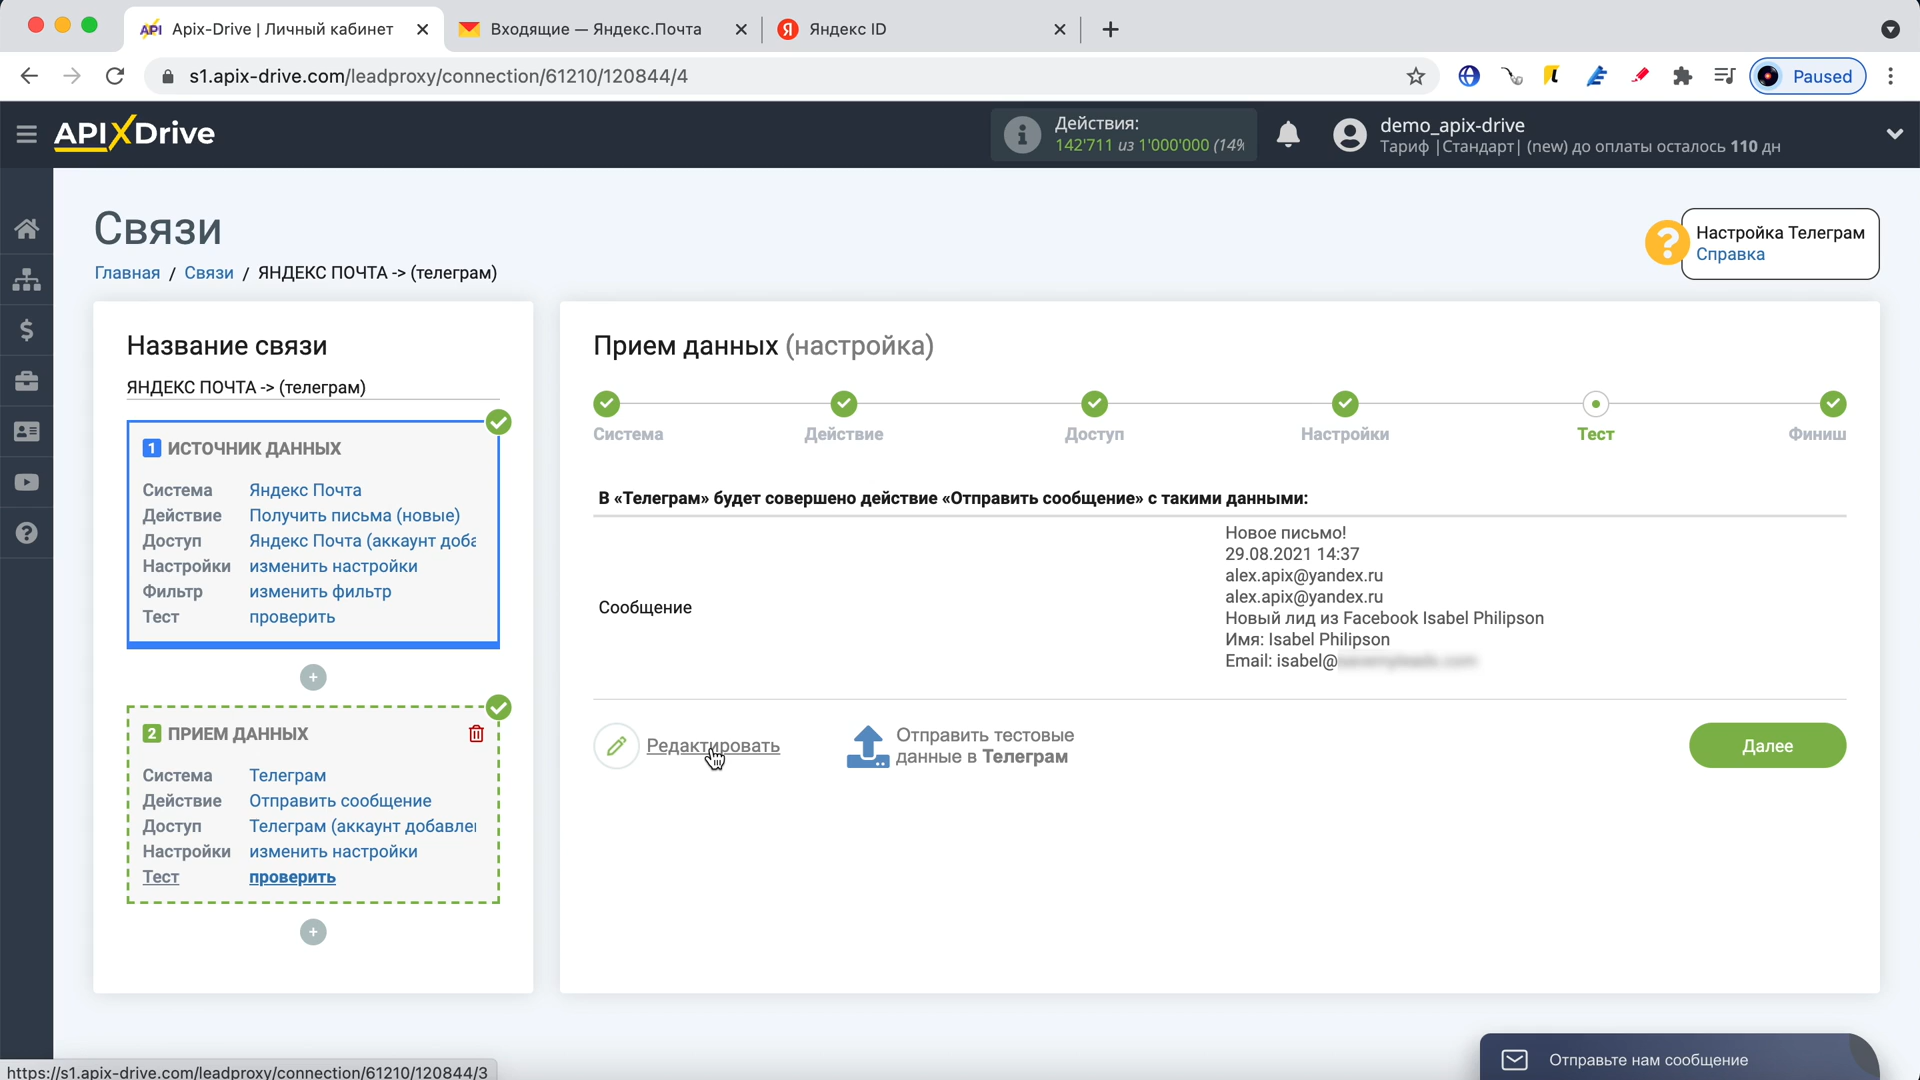 Apix-Drive | Личный кабинет
Входящие — Яндекс.Почта
Яндекс ID
s1.apix-drive.com/leadproxy/connection/61210/120844/4
Paused
APIXDrive
Действия:
142'711 из 1'000'000 (14%
demo_apix-drive
Тариф |Стандарт| (new) до оплаты осталось 110 дн
Связи
Главная / Связи / ЯНДЕКС ПОЧТА -> (телеграм)
Настройка Телеграм
Справка
Название связи
ЯНДЕКС ПОЧТА -> (телеграм)
1 ИСТОЧНИК ДАННЫХ
Система Яндекс Почта
Действие Получить письма (новые)
Доступ Яндекс Почта (аккаунт доба
Настройки изменить настройки
Фильтр изменить фильтр
Тест проверить
2 ПРИЕМ ДАННЫХ
Система Телеграм
Действие Отправить сообщение
Доступ Телеграм (аккаунт добавлен
Настройки изменить настройки
Тест проверить
Прием данных (настройка)
Система
Действие
Доступ
Настройки
Тест
Финиш
В «Телеграм» будет совершено действие «Отправить сообщение» с такими данными:
Сообщение
Новое письмо!
29.08.2021 14:37
alex.apix@yandex.ru
alex.apix@yandex.ru
Новый лид из Facebook Isabel Philipson
Имя: Isabel Philipson
Email: isabel@
Редактировать
Отправить тестовые
данные в Телеграм
Далее
Отправьте нам сообщение
https://s1.apix-drive.com/leadproxy/connection/61210/120844/3